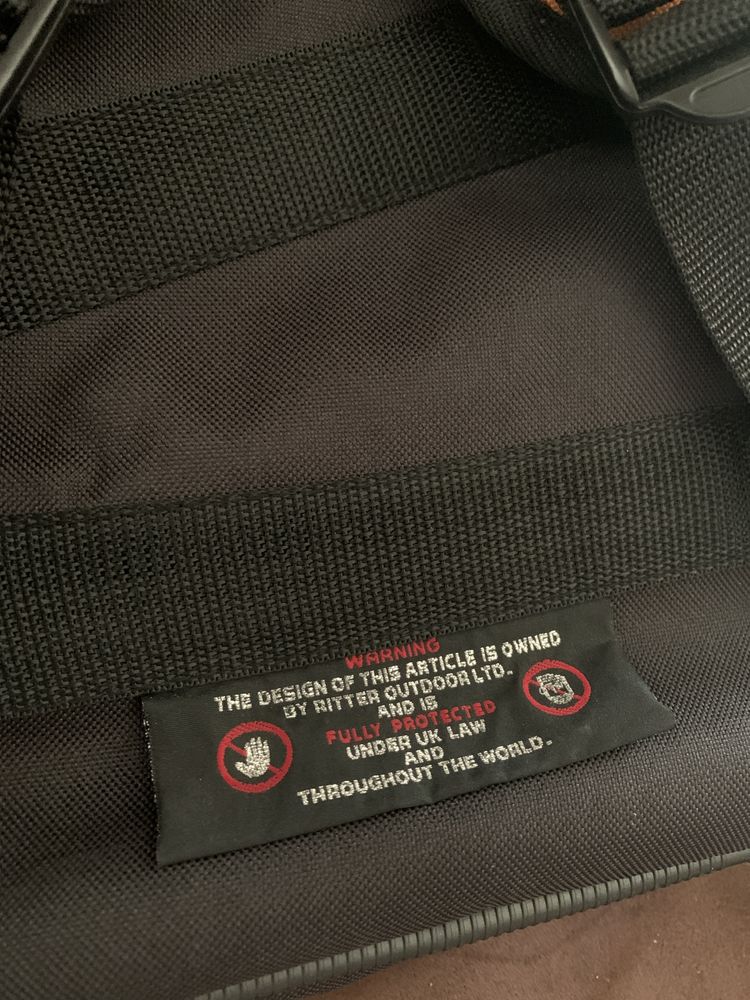 WARNING
THE DESIGN OF THIS ARTICLE IS OWNED
BY RITTER OUTDOOR LTD.
AND IS
FULLY PROTECTED
UNDER UK LAW
AND
THROUGHOUT THE WORLD.